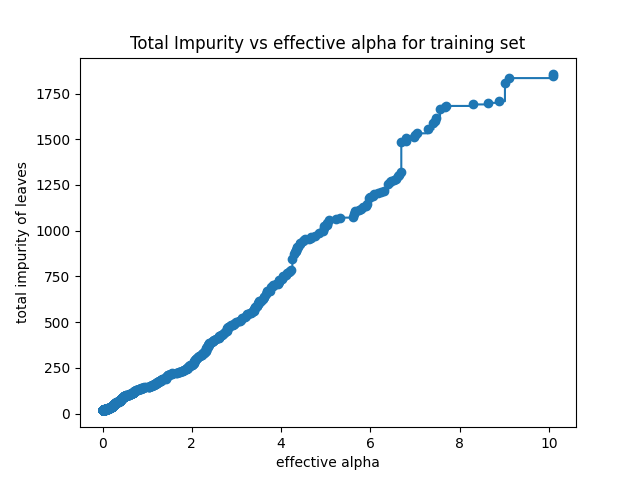 Total Impurity vs effective alpha for training set
total impurity of leaves
1750
1500
1250
1000
750
500
250
0
0 2 4 6 8 10
effective alpha